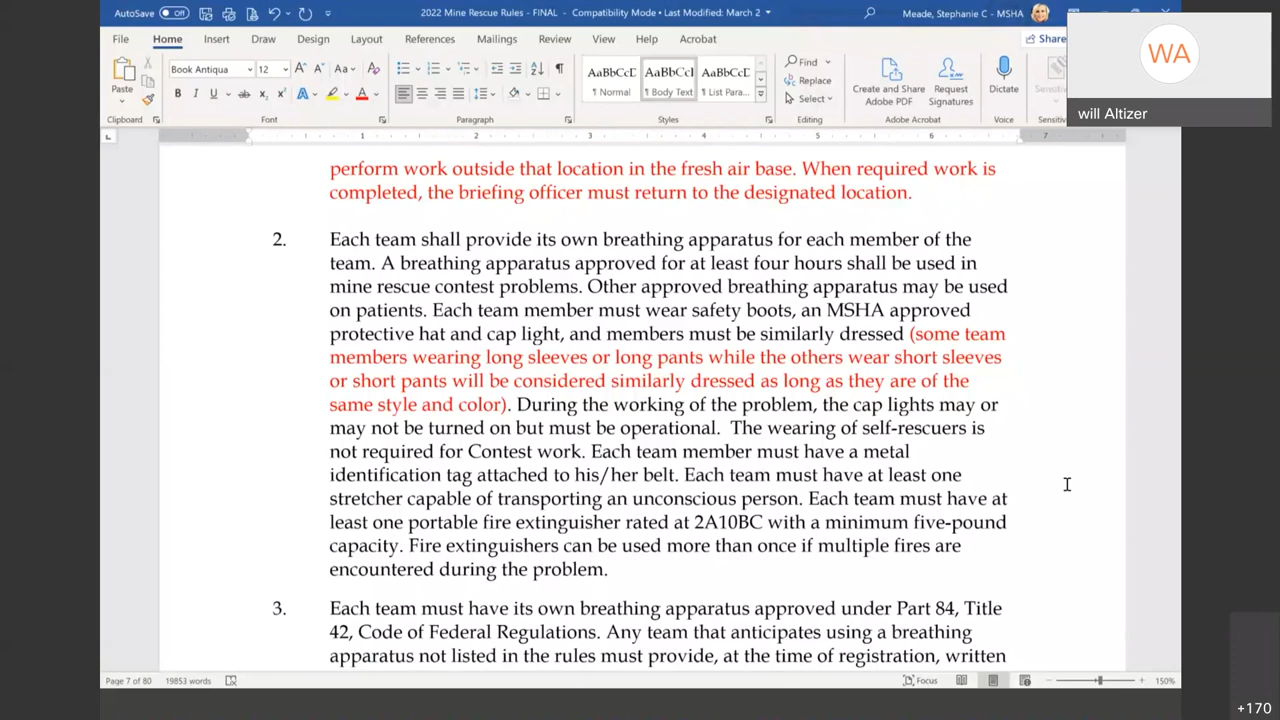 AutoSave Off 2022 Mine Rescue Rules - FINAL - Compatibility Mode • Last Modified: March 2 Meade, Stephanie C - MSHA
File Home Insert Draw Design Layout References Mailings Review View Help Acrobat Share
WA
will Altizer
Paste
Book Antiqua 12 A A Aa A
B I U ab x x A A
AaBbCcD AaBbCcI AaBbCcD
¶ Normal ¶ Body Text ¶ List Para...
Find
Replace
Select
Create and Share Adobe PDF
Request Signatures
Dictate
Sensitiv
Clipboard Font Paragraph Styles Editing Adobe Acrobat Voice Sensitiv
1 1 2 3 4 5 6 7
perform work outside that location in the fresh air base. When required work is
completed, the briefing officer must return to the designated location.
2. Each team shall provide its own breathing apparatus for each member of the
team. A breathing apparatus approved for at least four hours shall be used in
mine rescue contest problems. Other approved breathing apparatus may be used
on patients. Each team member must wear safety boots, an MSHA approved
protective hat and cap light, and members must be similarly dressed (some team
members wearing long sleeves or long pants while the others wear short sleeves
or short pants will be considered similarly dressed as long as they are of the
same style and color). During the working of the problem, the cap lights may or
may not be turned on but must be operational. The wearing of self-rescuers is
not required for Contest work. Each team member must have a metal
identification tag attached to his/her belt. Each team must have at least one
stretcher capable of transporting an unconscious person. Each team must have at
least one portable fire extinguisher rated at 2A10BC with a minimum five-pound
capacity. Fire extinguishers can be used more than once if multiple fires are
encountered during the problem.
3. Each team must have its own breathing apparatus approved under Part 84, Title
42, Code of Federal Regulations. Any team that anticipates using a breathing
apparatus not listed in the rules must provide, at the time of registration, written
Page 7 of 80 19853 words Focus 150%
+170